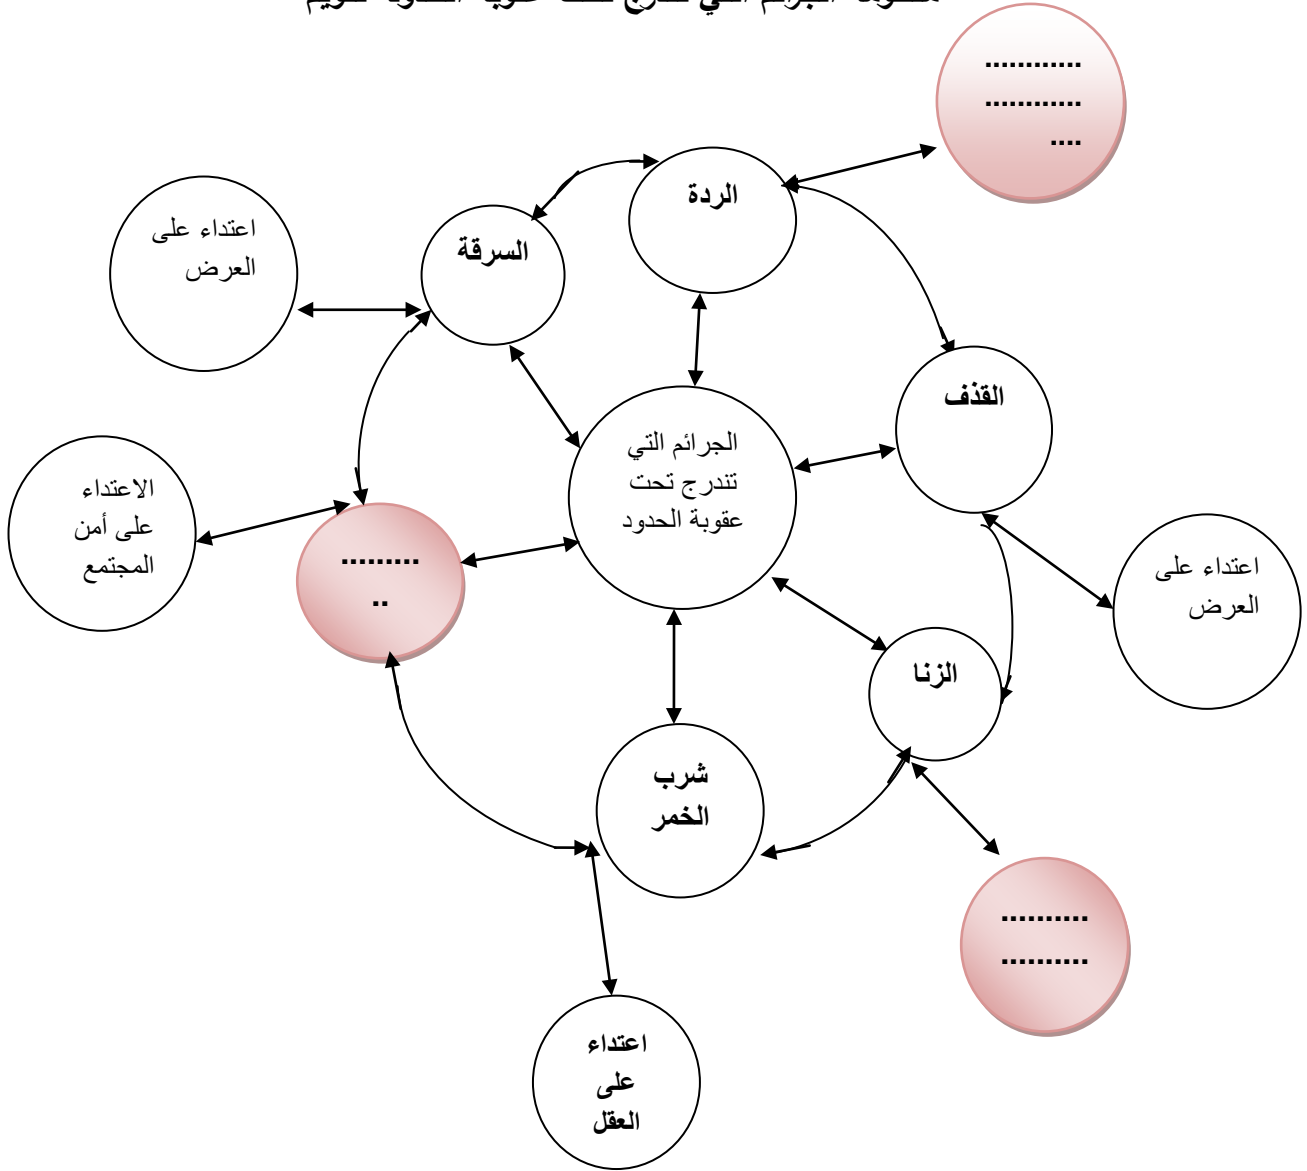 ............
............
....
الردة
السرقة
اعتداء على
العرض
القذف
الجرائم التي
تندرج تحت
عقوبة الحدود
الاعتداء
على أمن
المجتمع
.........
..
اعتداء على
العرض
الزنا
شرب
الخمر
..........
..........
اعتداء
على
العقل